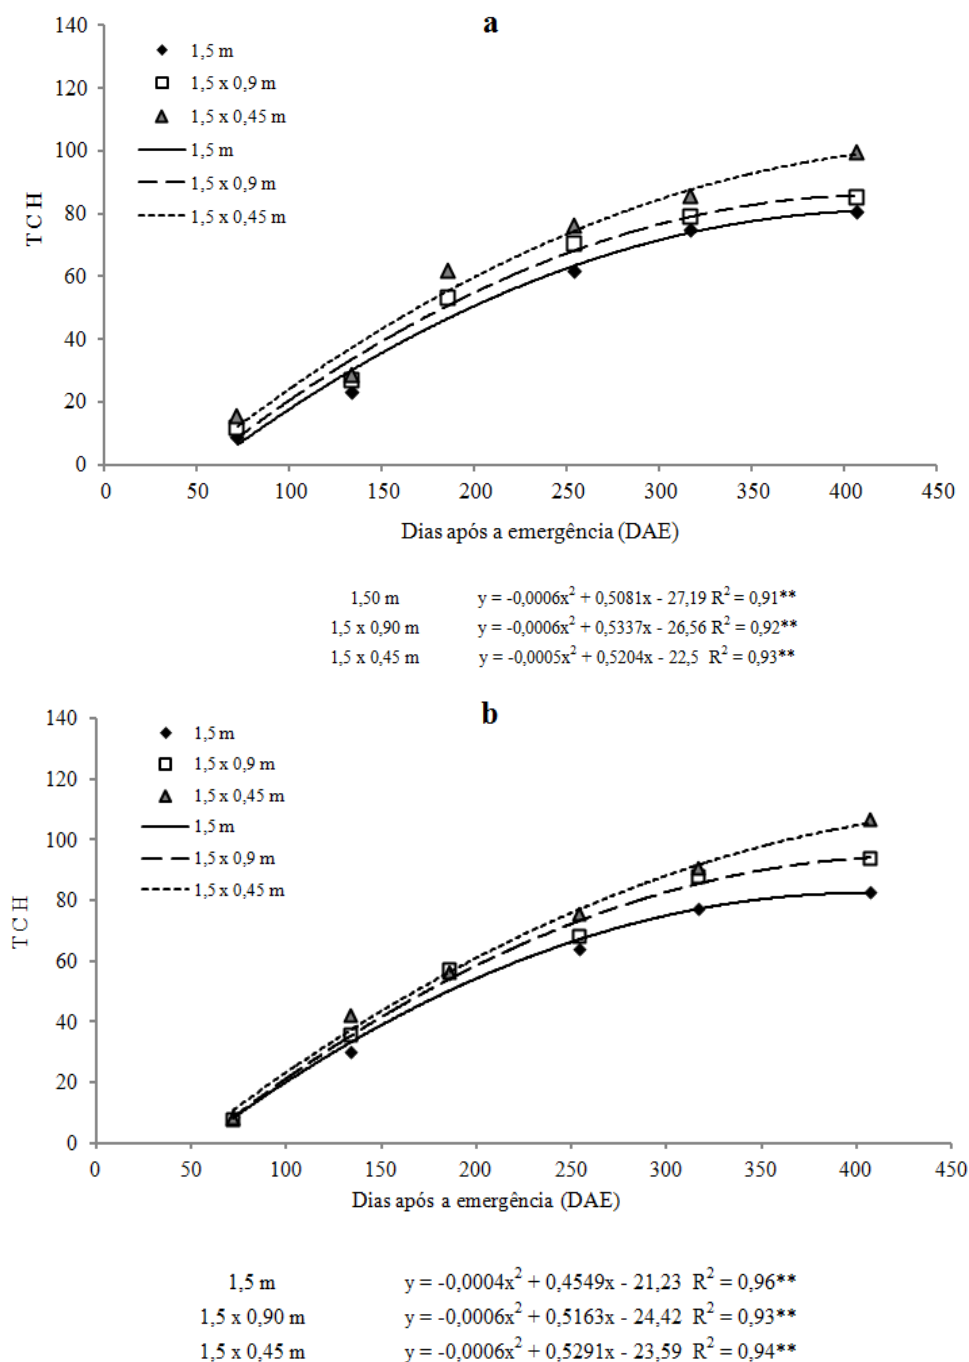 a
140
120
100
80
60
40
20
0
T C H
1,5 m
1,5 x 0,9 m
1,5 x 0,45 m
1,5 m
1,5 x 0,9 m
1,5 x 0,45 m
0 50 100 150 200 250 300 350 400 450
Dias após a emergência (DAE)
1,50 m y = -0,0006x² + 0,5081x - 27,19 R² = 0,91**
1,5 x 0,90 m y = -0,0006x² + 0,5337x - 26,56 R² = 0,92**
1,5 x 0,45 m y = -0,0005x² + 0,5204x - 22,5 R² = 0,93**
b
140
120
100
80
60
40
20
0
T C H
1,5 m
1,5 x 0,9 m
1,5 x 0,45 m
1,5 m
1,5 x 0,9 m
1,5 x 0,45 m
0 50 100 150 200 250 300 350 400 450
Dias após a emergência (DAE)
1,5 m y = -0,0004x² + 0,4549x - 21,23 R² = 0,96**
1,5 x 0,90 m y = -0,0006x² + 0,5163x - 24,42 R² = 0,93**
1,5 x 0,45 m y = -0,0006x² + 0,5291x - 23,59 R² = 0,94**